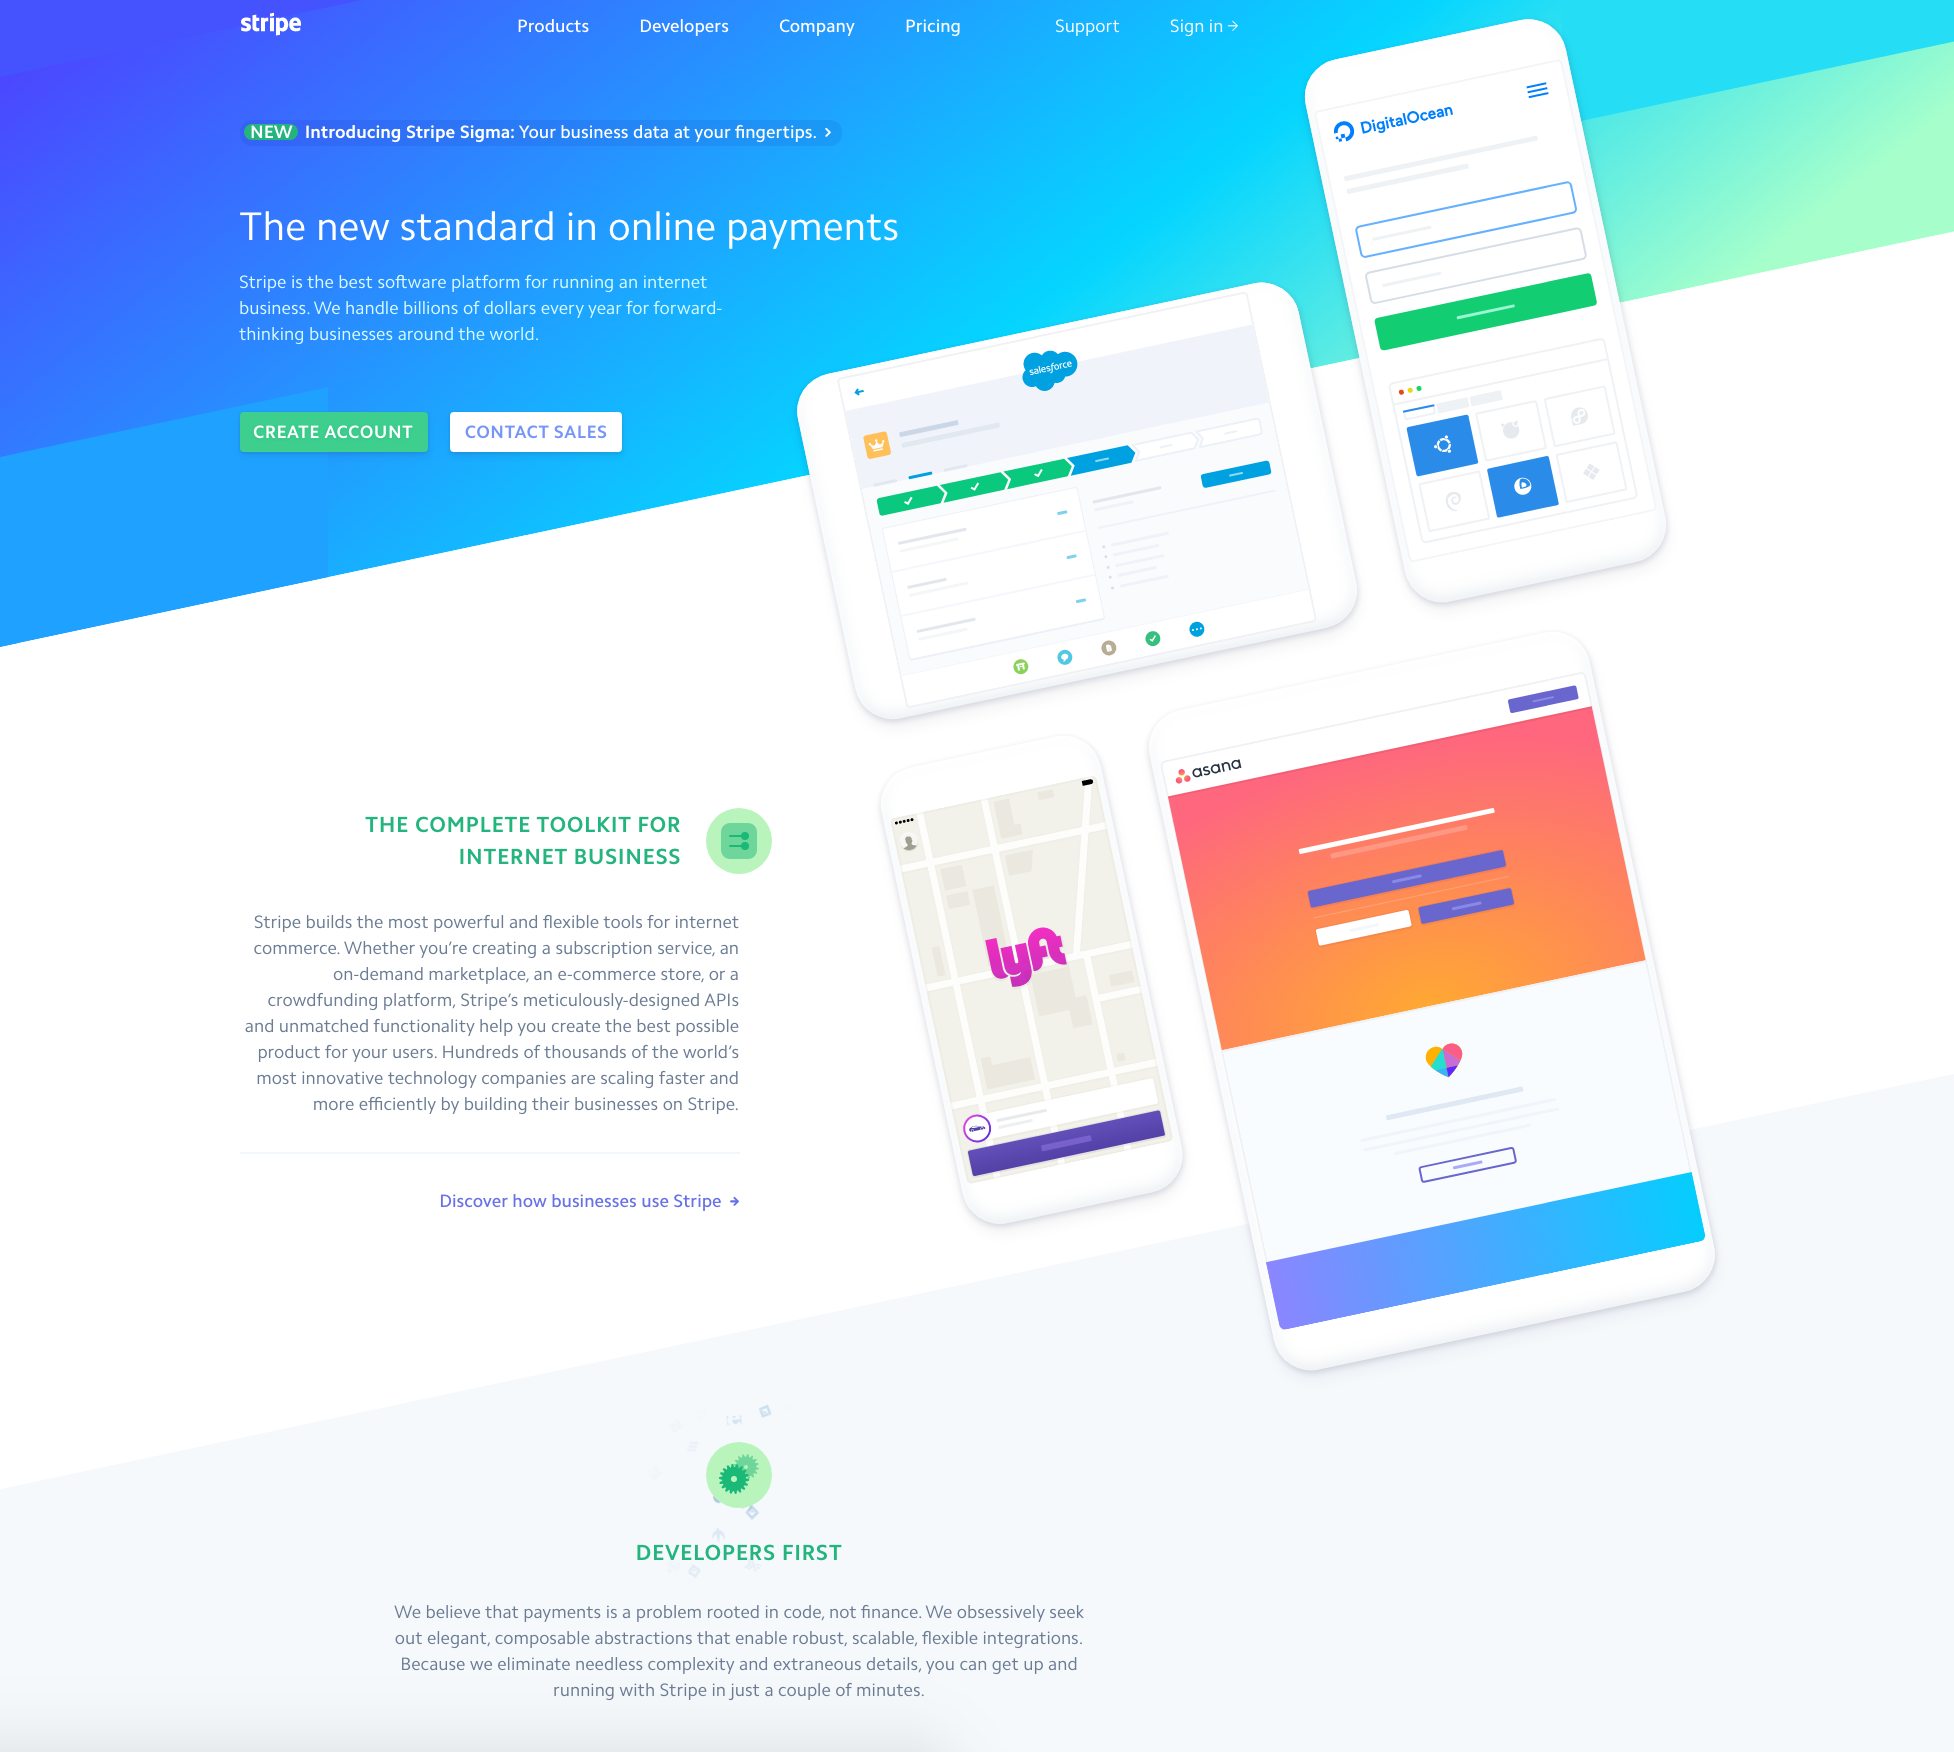 stripe
Products Developers Company Pricing Support Sign in →
NEW Introducing Stripe Sigma: Your business data at your fingertips. ›
The new standard in online payments
Stripe is the best software platform for running an internet
business. We handle billions of dollars every year for forward-
thinking businesses around the world.
CREATE ACCOUNT CONTACT SALES
DigitalOcean
salesforce
asana
lyft
THE COMPLETE TOOLKIT FOR
INTERNET BUSINESS
Stripe builds the most powerful and flexible tools for internet
commerce. Whether you’re creating a subscription service, an
on-demand marketplace, an e-commerce store, or a
crowdfunding platform, Stripe’s meticulously-designed APIs
and unmatched functionality help you create the best possible
product for your users. Hundreds of thousands of the world’s
most innovative technology companies are scaling faster and
more efficiently by building their businesses on Stripe.
Discover how businesses use Stripe →
DEVELOPERS FIRST
We believe that payments is a problem rooted in code, not finance. We obsessively seek
out elegant, composable abstractions that enable robust, scalable, flexible integrations.
Because we eliminate needless complexity and extraneous details, you can get up and
running with Stripe in just a couple of minutes.